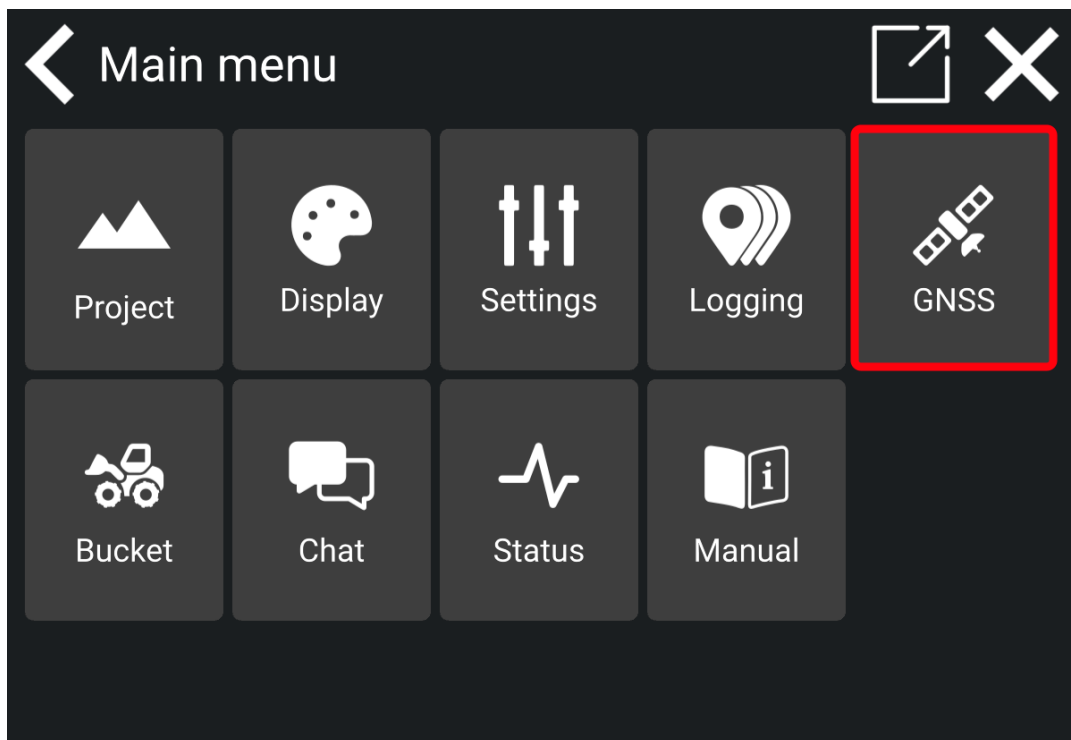 Main menu
Project
Display
Settings
Logging
GNSS
Bucket
Chat
Status
i
Manual